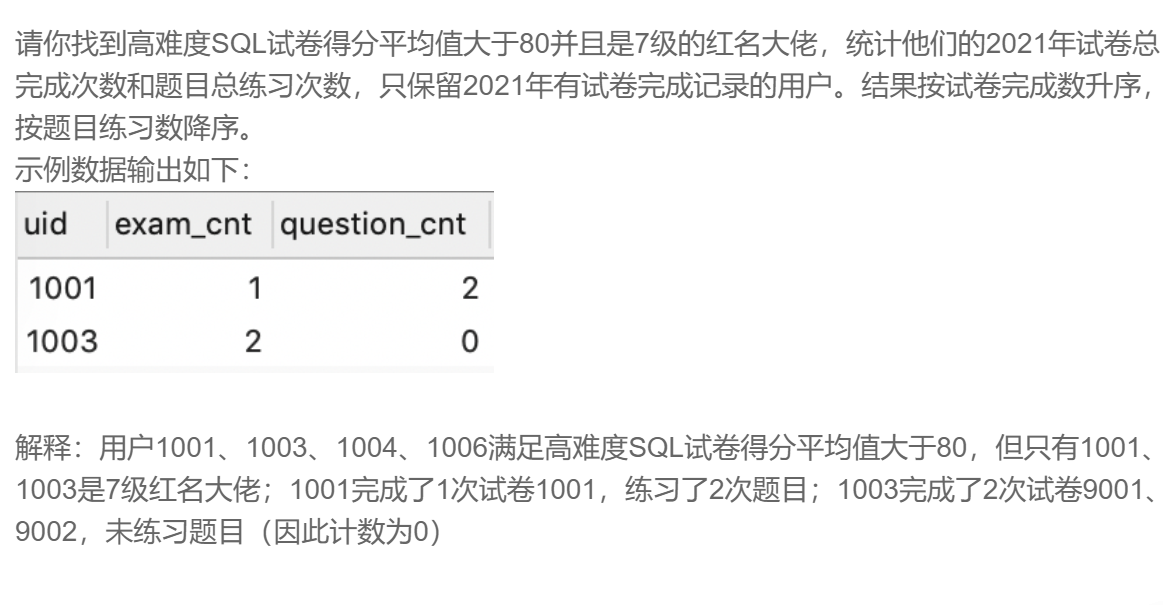 请你找到高难度SQL试卷得分平均值大于80并且是7级的红名大佬，统计他们的2021年试卷总
完成次数和题目总练习次数，只保留2021年有试卷完成记录的用户。结果按试卷完成数升序，
按题目练习数降序。
示例数据输出如下：
uid exam_cnt question_cnt
1001 1 2
1003 2 0
解释：用户1001、1003、1004、1006满足高难度SQL试卷得分平均值大于80，但只有1001、
1003是7级红名大佬；1001完成了1次试卷1001，练习了2次题目；1003完成了2次试卷9001、
9002，未练习题目（因此计数为0）